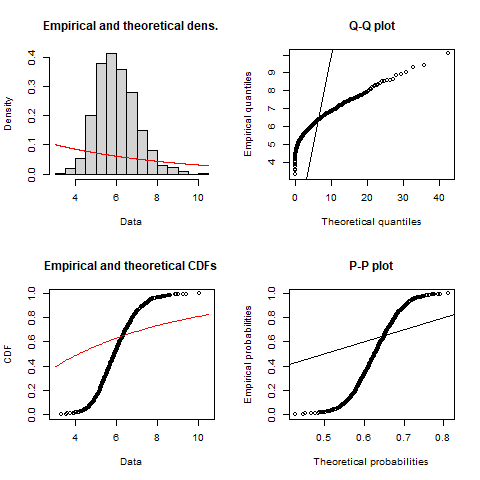 Empirical and theoretical dens.
Density
0.0 0.1 0.2 0.3 0.4
4 6 8 10
Data
Q-Q plot
Empirical quantiles
4 5 6 7 8 9
0 10 20 30 40
Theoretical quantiles
Empirical and theoretical CDFs
CDF
0.0 0.2 0.4 0.6 0.8 1.0
4 6 8 10
Data
P-P plot
Empirical probabilities
0.0 0.2 0.4 0.6 0.8 1.0
0.5 0.6 0.7 0.8
Theoretical probabilities